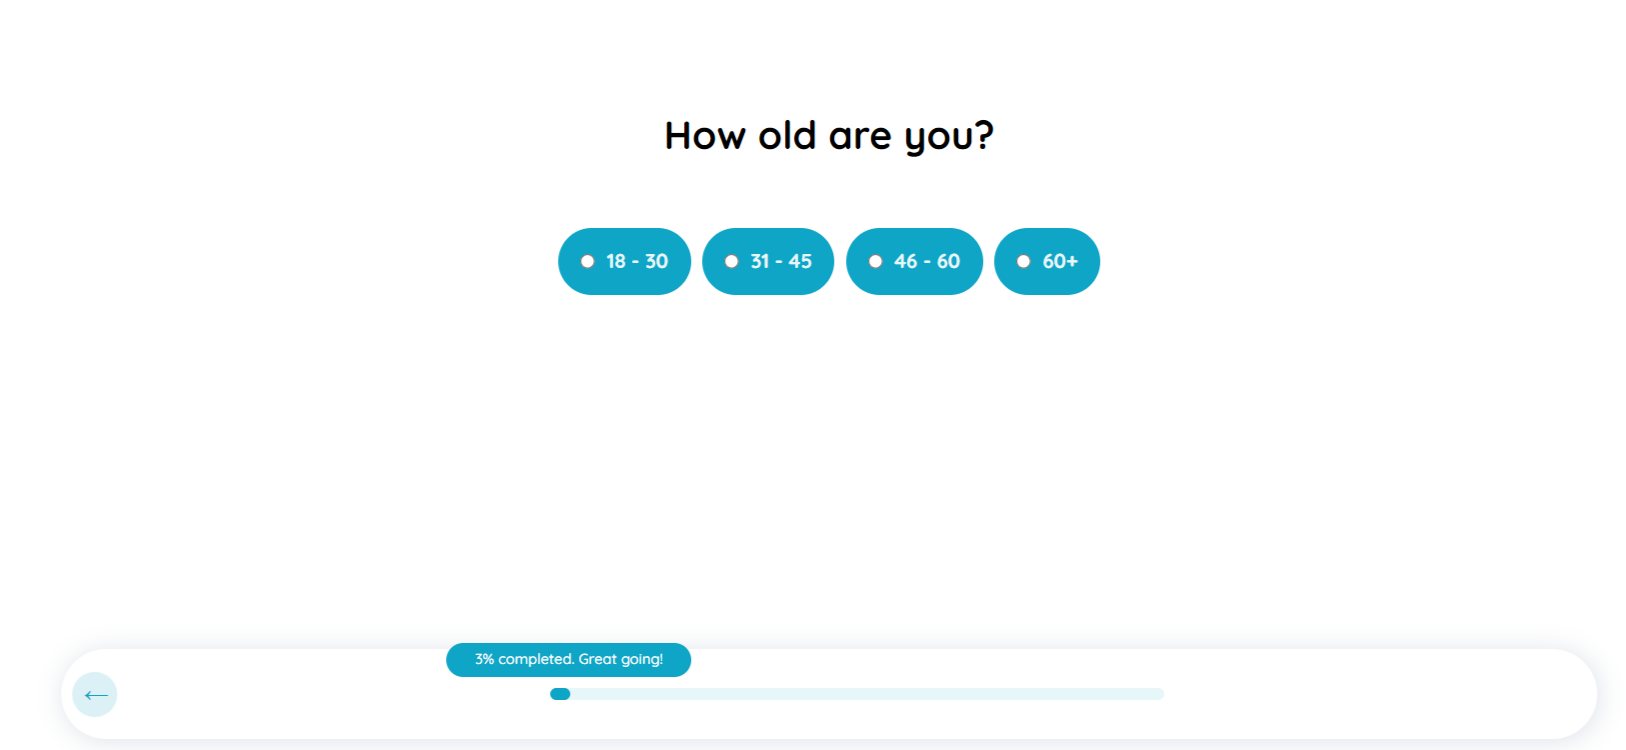 How old are you?
18 - 30
31 - 45
46 - 60
60+
3% completed. Great going!